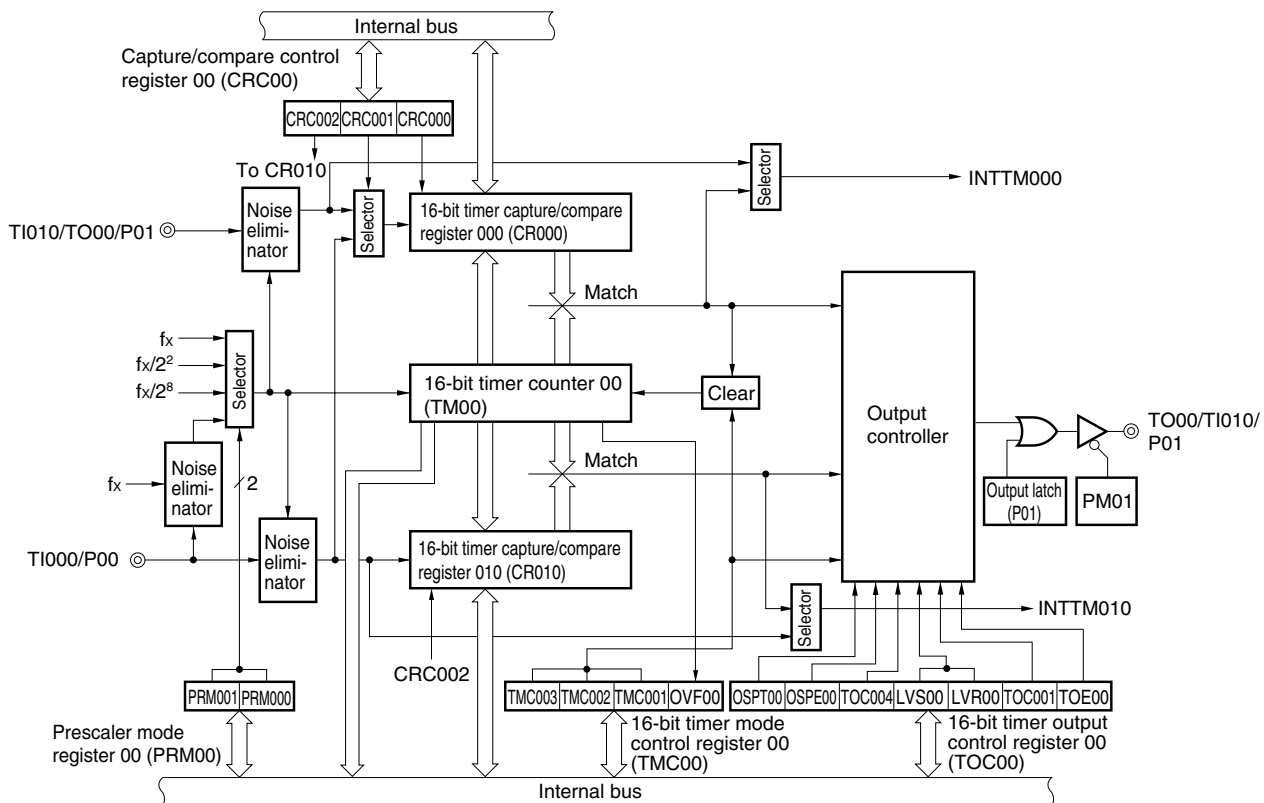 Internal bus
Capture/compare control
register 00 (CRC00)
CRC002 CRC001 CRC000
To CR010
Selector
INTTM000
TI010/TO00/P01
Noise
elimi-
nator
Selector
16-bit timer capture/compare
register 000 (CR000)
Match
fx
fx/2²
fx/2⁸
Selector
16-bit timer counter 00
(TM00)
Clear
Output
controller
TO00/TI010/
P01
Output latch
(P01)
PM01
fx
Noise
elimi-
nator
2
Match
TI000/P00
Noise
elimi-
nator
16-bit timer capture/compare
register 010 (CR010)
Selector
INTTM010
CRC002
PRM001 PRM000
TMC003 TMC002 TMC001 OVF00
OSPT00 OSPE00 TOC004 LVS00 LVR00 TOC001 TOE00
Prescaler mode
register 00 (PRM00)
16-bit timer mode
control register 00
(TMC00)
16-bit timer output
control register 00
(TOC00)
Internal bus